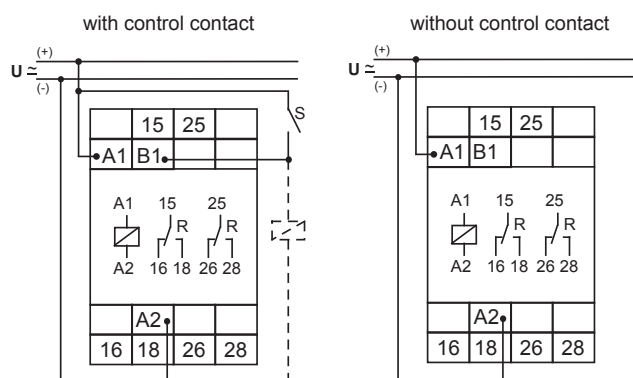 with control contact
without control contact
(+)
U ≂
(-)
S
15 25
A1 B1
A1 15 25
R R
A2 16 18 26 28
A2
16 18 26 28
(+)
U ≂
(-)
15 25
A1 B1
A1 15 25
R R
A2 16 18 26 28
A2
16 18 26 28